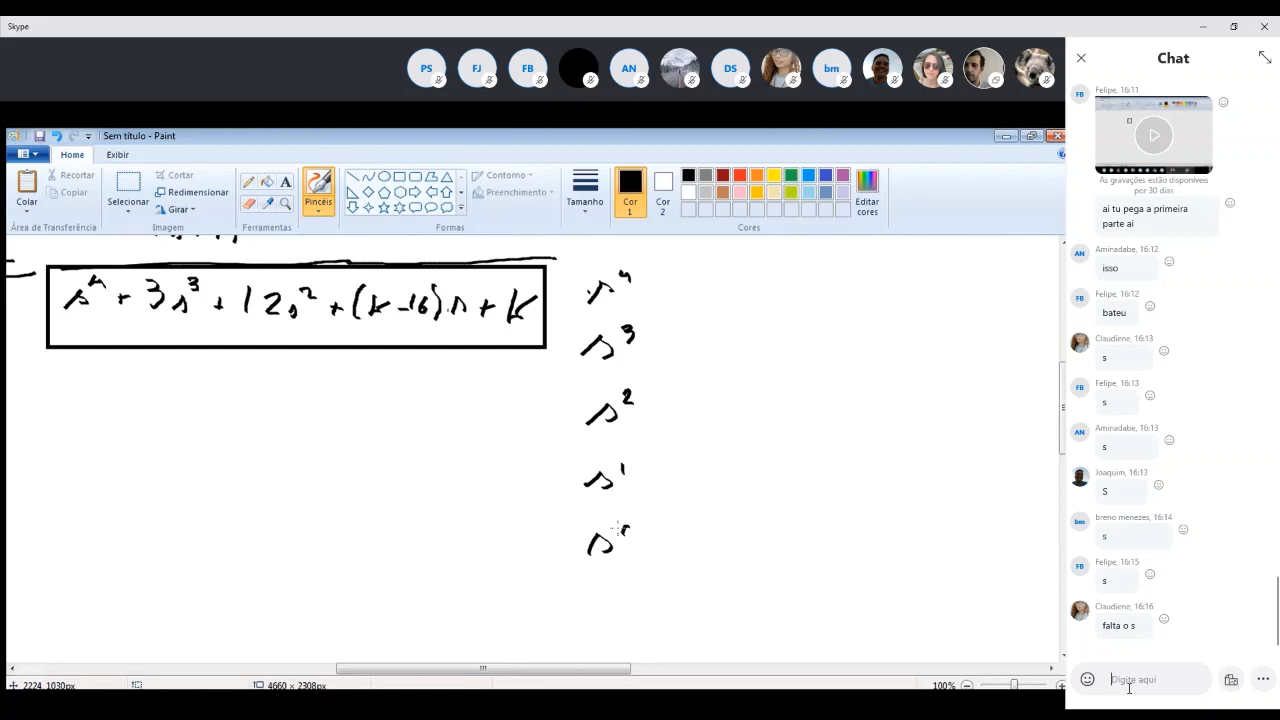 Skype
PS
FJ
FB
AN
DS
bm
Chat
Sem título - Paint
Home
Exibir
Colar
Recortar
Copiar
Área de Transferência
Selecionar
Redimensionar
Girar
Imagem
Ferramentas
Pincéis
Formas
Contorno
Preenchimento
Tamanho
Cor 1
Cor 2
Editar cores
Cores
s⁴ + 3s³ + 12s² + (k-16).s + k
s⁴
s³
s²
s¹
2224, 1030px
4660 × 2308px
100%
FB
Felipe, 16:11
As gravações estão disponíveis
por 30 dias
ai tu pega a primeira
parte ai
AN
Aminadabe, 16:12
isso
FB
Felipe, 16:12
bateu
Claudiene, 16:13
s
FB
Felipe, 16:13
s
AN
Aminadabe, 16:13
s
Joaquim, 16:13
S
bm
breno menezes, 16:14
s
FB
Felipe, 16:15
s
Claudiene, 16:16
falta o s
Digite aqui